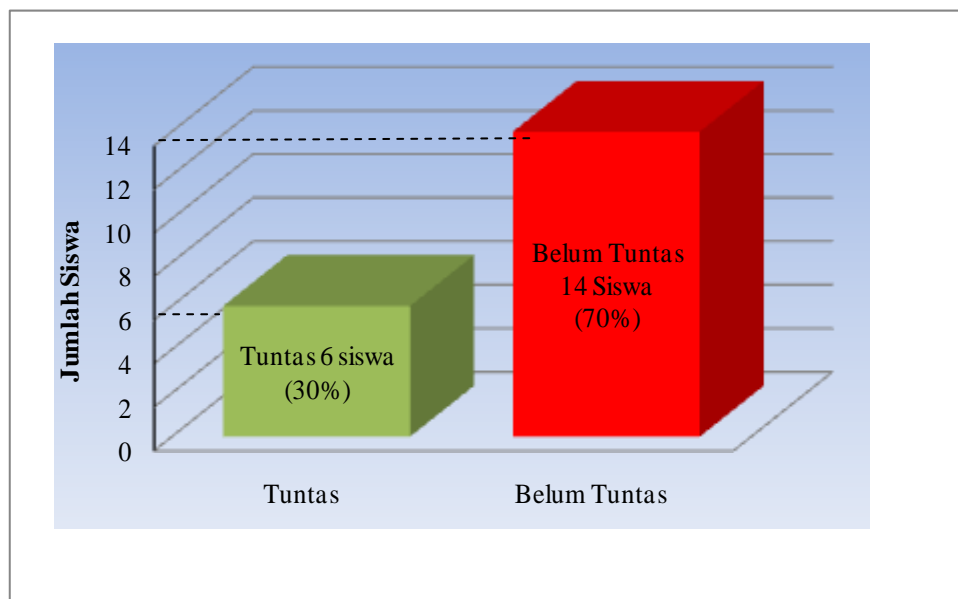 Jumlah Siswa
14
12
10
8
6
4
2
0
Tuntas 6 siswa
(30%)
Belum Tuntas
14 Siswa
(70%)
Tuntas
Belum Tuntas